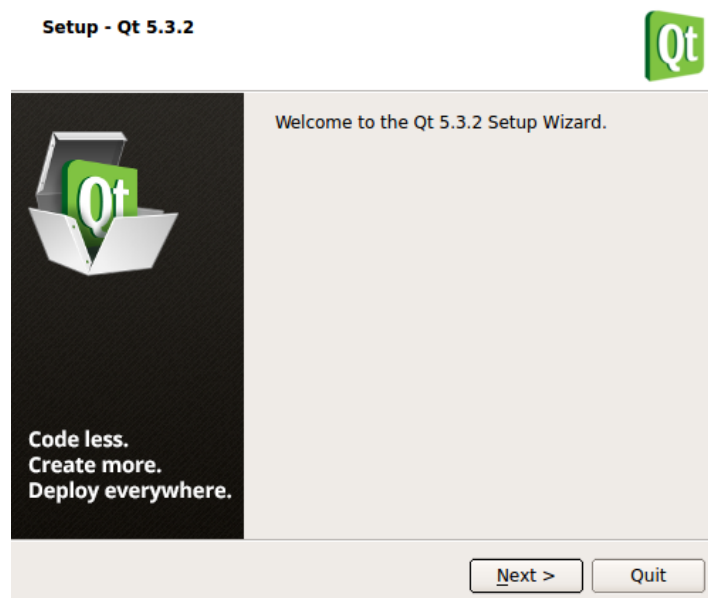 Setup - Qt 5.3.2
Qt
Welcome to the Qt 5.3.2 Setup Wizard.
Qt
Code less.
Create more.
Deploy everywhere.
Next >
Quit